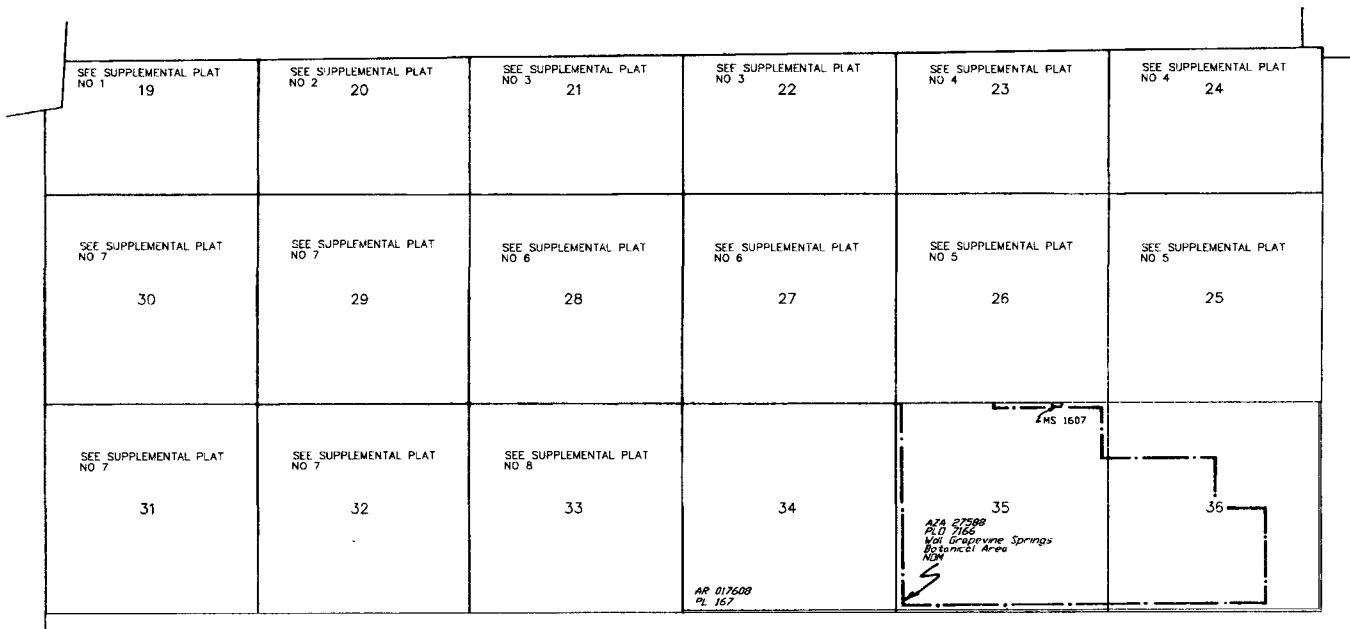 SEE SUPPLEMENTAL PLAT
NO 1
19
SEE SUPPLEMENTAL PLAT
NO 2
20
SEE SUPPLEMENTAL PLAT
NO 3
21
SEE SUPPLEMENTAL PLAT
NO 3
22
SEE SUPPLEMENTAL PLAT
NO 4
23
SEE SUPPLEMENTAL PLAT
NO 4
24
SEE SUPPLEMENTAL PLAT
NO 7
30
SEE SUPPLEMENTAL PLAT
NO 7
29
SEE SUPPLEMENTAL PLAT
NO 6
28
SEE SUPPLEMENTAL PLAT
NO 6
27
SEE SUPPLEMENTAL PLAT
NO 5
26
SEE SUPPLEMENTAL PLAT
NO 5
25
SEE SUPPLEMENTAL PLAT
NO 7
31
SEE SUPPLEMENTAL PLAT
NO 7
32
SEE SUPPLEMENTAL PLAT
NO 8
33
34
AR 017608
PL 167
MS 1607
35
AZA 27588
PLO 7166
Wdl Grapevine Springs
Botanical Area
NDM
36